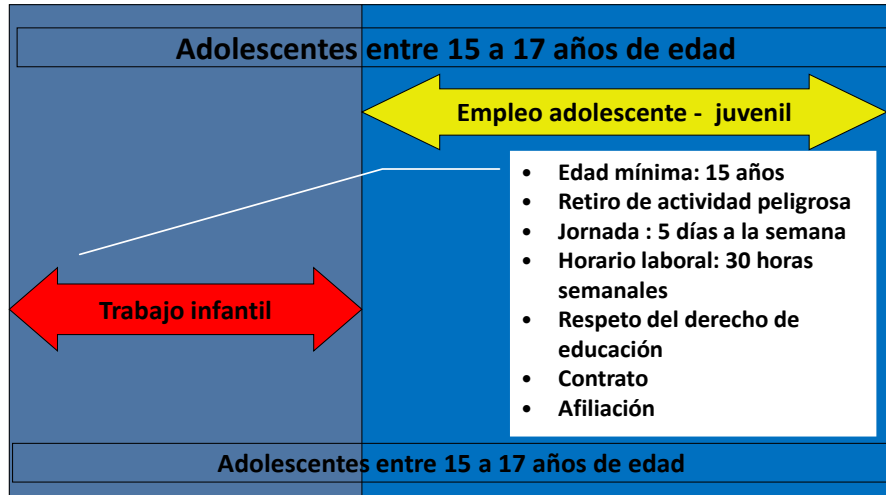 Adolescentes entre 15 a 17 años de edad
Empleo adolescente - juvenil
• Edad mínima: 15 años
• Retiro de actividad peligrosa
• Jornada : 5 días a la semana
• Horario laboral: 30 horas
semanales
• Respeto del derecho de
educación
• Contrato
• Afiliación
Trabajo infantil
Adolescentes entre 15 a 17 años de edad